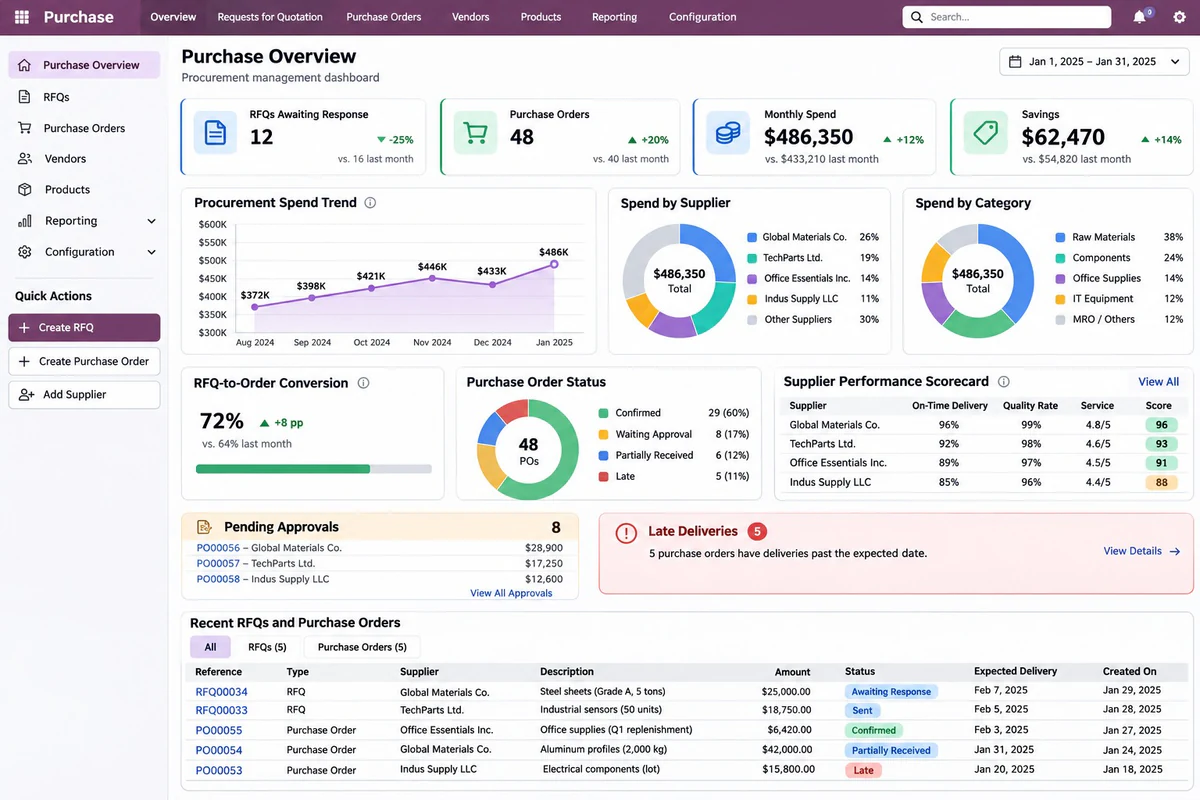 Purchase
Overview
Requests for Quotation
Purchase Orders
Vendors
Products
Reporting
Configuration
Search...
0
Purchase Overview
RFQs
Purchase Orders
Vendors
Products
Reporting
Configuration
Quick Actions
Create RFQ
Create Purchase Order
Add Supplier
Purchase Overview
Procurement management dashboard
Jan 1, 2025 – Jan 31, 2025
RFQs Awaiting Response
12
-25%
vs. 16 last month
Purchase Orders
48
+20%
vs. 40 last month
Monthly Spend
$486,350
+12%
vs. $433,210 last month
Savings
$62,470
+14%
vs. $54,820 last month
Procurement Spend Trend
$600K
$550K
$500K
$450K
$400K
$350K
$300K
$372K
$398K
$421K
$446K
$433K
$486K
Aug 2024
Sep 2024
Oct 2024
Nov 2024
Dec 2024
Jan 2025
Spend by Supplier
$486,350
Total
Global Materials Co. 26%
TechParts Ltd. 19%
Office Essentials Inc. 14%
Indus Supply LLC 11%
Other Suppliers 30%
Spend by Category
$486,350
Total
Raw Materials 38%
Components 24%
Office Supplies 14%
IT Equipment 12%
MRO / Others 12%
RFQ-to-Order Conversion
72%
+8 pp
vs. 64% last month
Purchase Order Status
48
POs
Confirmed 29 (60%)
Waiting Approval 8 (17%)
Partially Received 6 (12%)
Late 5 (11%)
Supplier Performance Scorecard
View All
Supplier On-Time Delivery Quality Rate Service Score
Global Materials Co. 96% 99% 4.8/5 96
TechParts Ltd. 92% 98% 4.6/5 93
Office Essentials Inc. 89% 97% 4.5/5 91
Indus Supply LLC 85% 96% 4.4/5 88
Pending Approvals 8
PO00056 – Global Materials Co. $28,900
PO00057 – TechParts Ltd. $17,250
PO00058 – Indus Supply LLC $12,600
View All Approvals
Late Deliveries 5
5 purchase orders have deliveries past the expected date.
View Details →
Recent RFQs and Purchase Orders
All
RFQs (5)
Purchase Orders (5)
Reference Type Supplier Description Amount Status Expected Delivery Created On
RFQ00034 RFQ Global Materials Co. Steel sheets (Grade A, 5 tons) $25,000.00 Awaiting Response Feb 7, 2025 Jan 29, 2025
RFQ00033 RFQ TechParts Ltd. Industrial sensors (50 units) $18,750.00 Sent Feb 5, 2025 Jan 28, 2025
PO00055 Purchase Order Office Essentials Inc. Office supplies (Q1 replenishment) $6,420.00 Confirmed Feb 3, 2025 Jan 27, 2025
PO00054 Purchase Order Global Materials Co. Aluminum profiles (2,000 kg) $42,000.00 Partially Received Jan 31, 2025 Jan 24, 2025
PO00053 Purchase Order Indus Supply LLC Electrical components (lot) $15,800.00 Late Jan 20, 2025 Jan 18, 2025